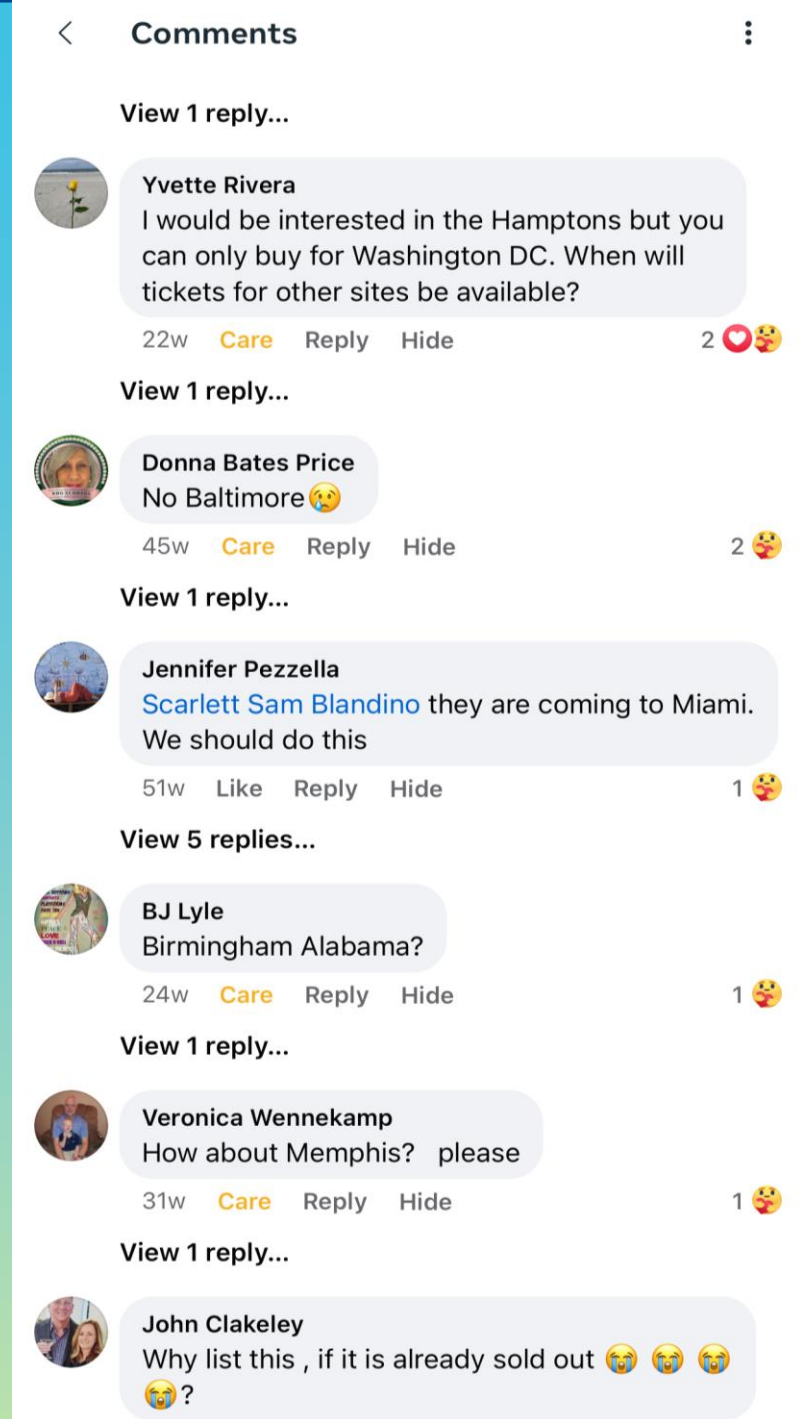 Comments
View 1 reply...
Yvette Rivera
I would be interested in the Hamptons but you
can only buy for Washington DC. When will
tickets for other sites be available?
22w Care Reply Hide 2
View 1 reply...
Donna Bates Price
No Baltimore😢
45w Care Reply Hide 2
View 1 reply...
Jennifer Pezzella
Scarlett Sam Blandino they are coming to Miami.
We should do this
51w Like Reply Hide 1
View 5 replies...
BJ Lyle
Birmingham Alabama?
24w Care Reply Hide 1
View 1 reply...
Veronica Wennekamp
How about Memphis? please
31w Care Reply Hide 1
View 1 reply...
John Clakeley
Why list this , if it is already sold out 😭 😭 😭
😭?